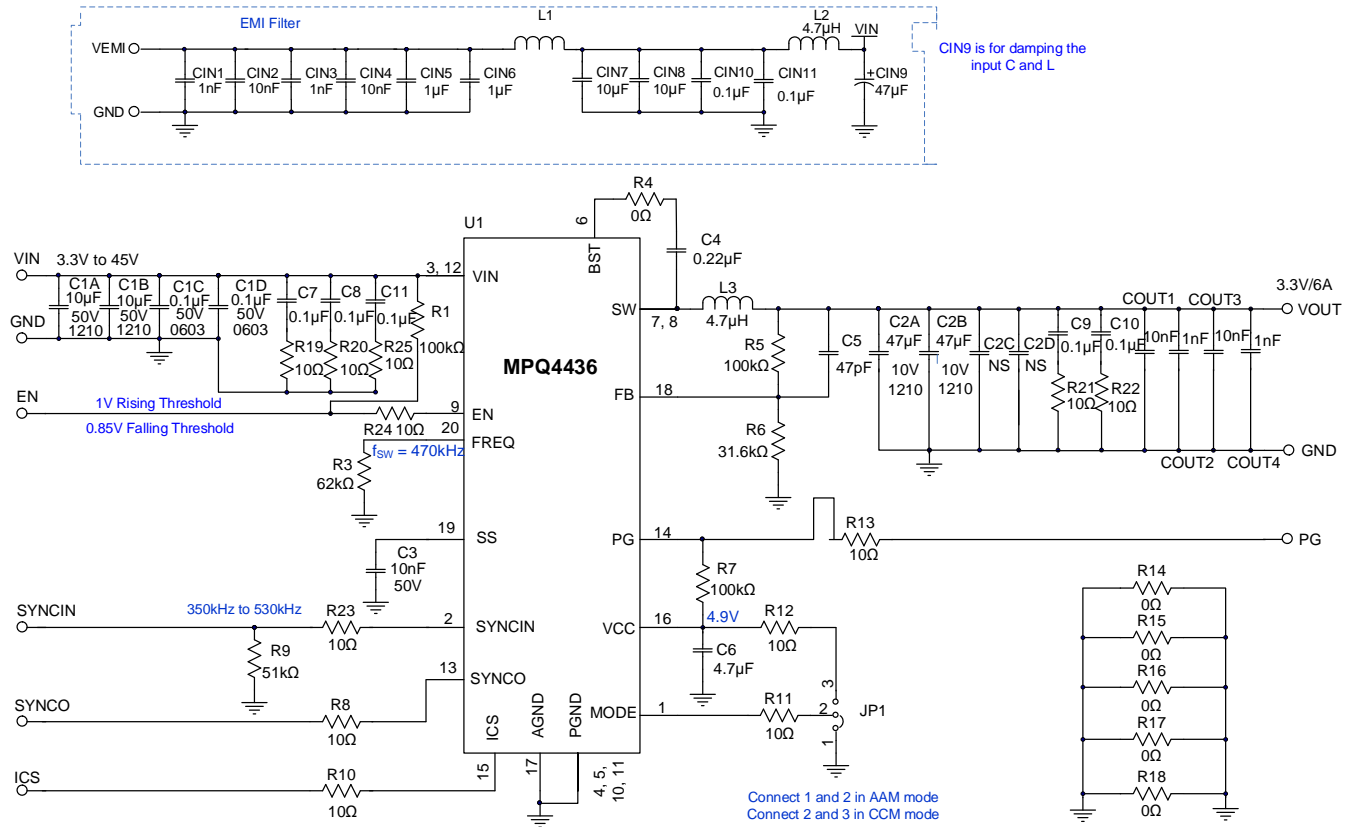 EMI Filter
L1
L2
4.7µH
VIN
VEMI
CIN1
1nF
CIN2
10nF
CIN3
1nF
CIN4
10nF
CIN5
1µF
CIN6
1µF
CIN7
10µF
CIN8
10µF
CIN10
0.1µF
CIN11
0.1µF
+
CIN9
47µF
GND
CIN9 is for damping the
input C and L
R4
0Ω
U1
6
BST
C4
0.22µF
VIN
3.3V to 45V
3, 12
VIN
C1A
10µF
50V
1210
C1B
10µF
50V
1210
C1C
0.1µF
50V
0603
C1D
0.1µF
50V
0603
C7
0.1µF
C8
0.1µF
C11
0.1µF
R1
100kΩ
R19
10Ω
R20
10Ω
R25
10Ω
GND
MPQ4436
SW
7, 8
L3
4.7µH
3.3V/6A
VOUT
R5
100kΩ
C5
47pF
C2A
47µF
10V
1210
C2B
47µF
10V
1210
C2C
NS
C2D
NS
C9
0.1µF
C10
0.1µF
R21
10Ω
R22
10Ω
COUT1
10nF
1nF
COUT3
10nF
1nF
COUT2
COUT4
GND
FB
18
R6
31.6kΩ
EN
1V Rising Threshold
0.85V Falling Threshold
R24
10Ω
9
EN
20
FREQ
fSW = 470kHz
R3
62kΩ
19
SS
C3
10nF
50V
PG
14
R13
10Ω
PG
R7
100kΩ
SYNCIN
350kHz to 530kHz
R23
10Ω
2
SYNCIN
R9
51kΩ
VCC
16
4.9V
R12
10Ω
C6
4.7µF
13
SYNCO
SYNCO
R8
10Ω
MODE
1
R11
10Ω
3
2
1
JP1
ICS
AGND
PGND
15
17
4, 5,
10, 11
ICS
R10
10Ω
Connect 1 and 2 in AAM mode
Connect 2 and 3 in CCM mode
R14
0Ω
R15
0Ω
R16
0Ω
R17
0Ω
R18
0Ω